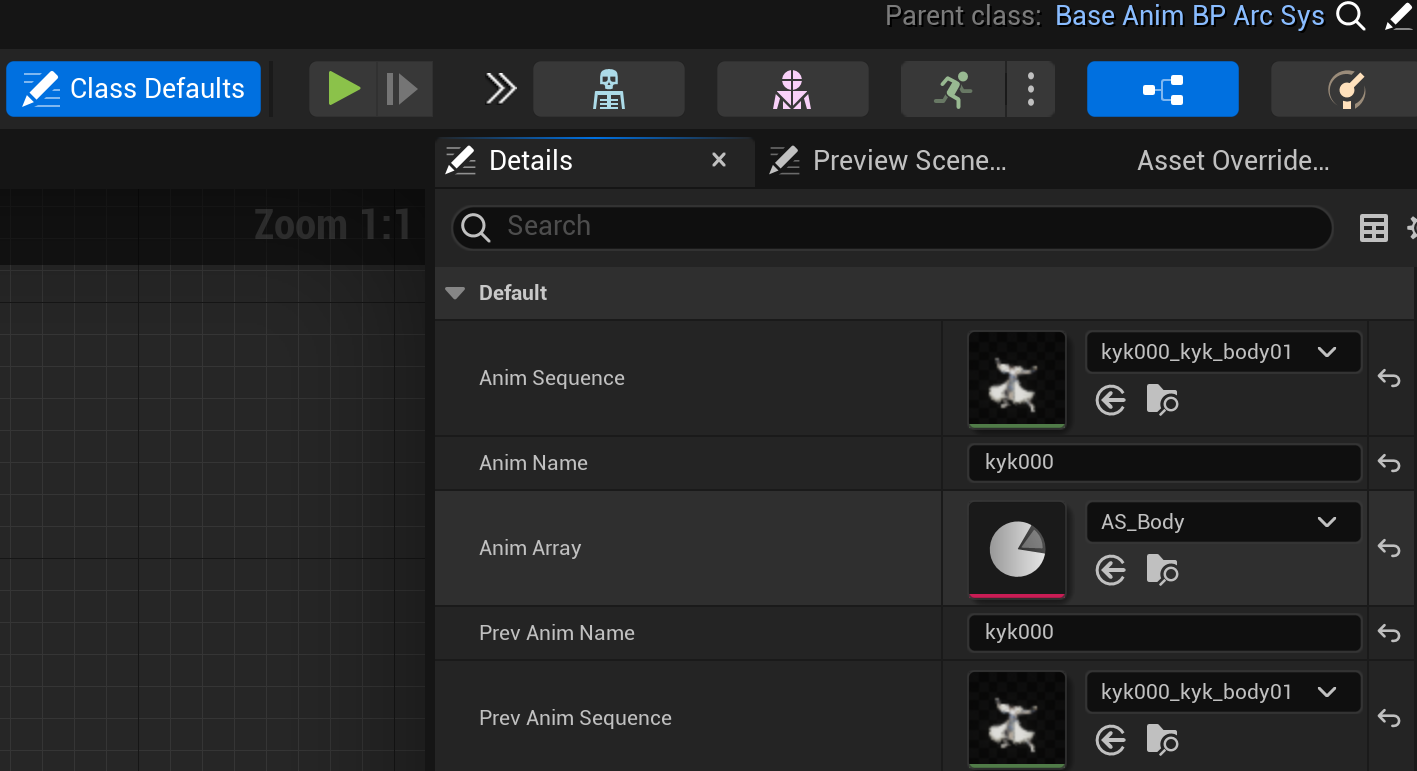 Parent class: Base Anim BP Arc Sys
Class Defaults
Details
Preview Scene...
Asset Override...
Zoom 1:1
Search
Default
Anim Sequence
kyk000_kyk_body01
Anim Name
kyk000
Anim Array
AS_Body
Prev Anim Name
kyk000
Prev Anim Sequence
kyk000_kyk_body01